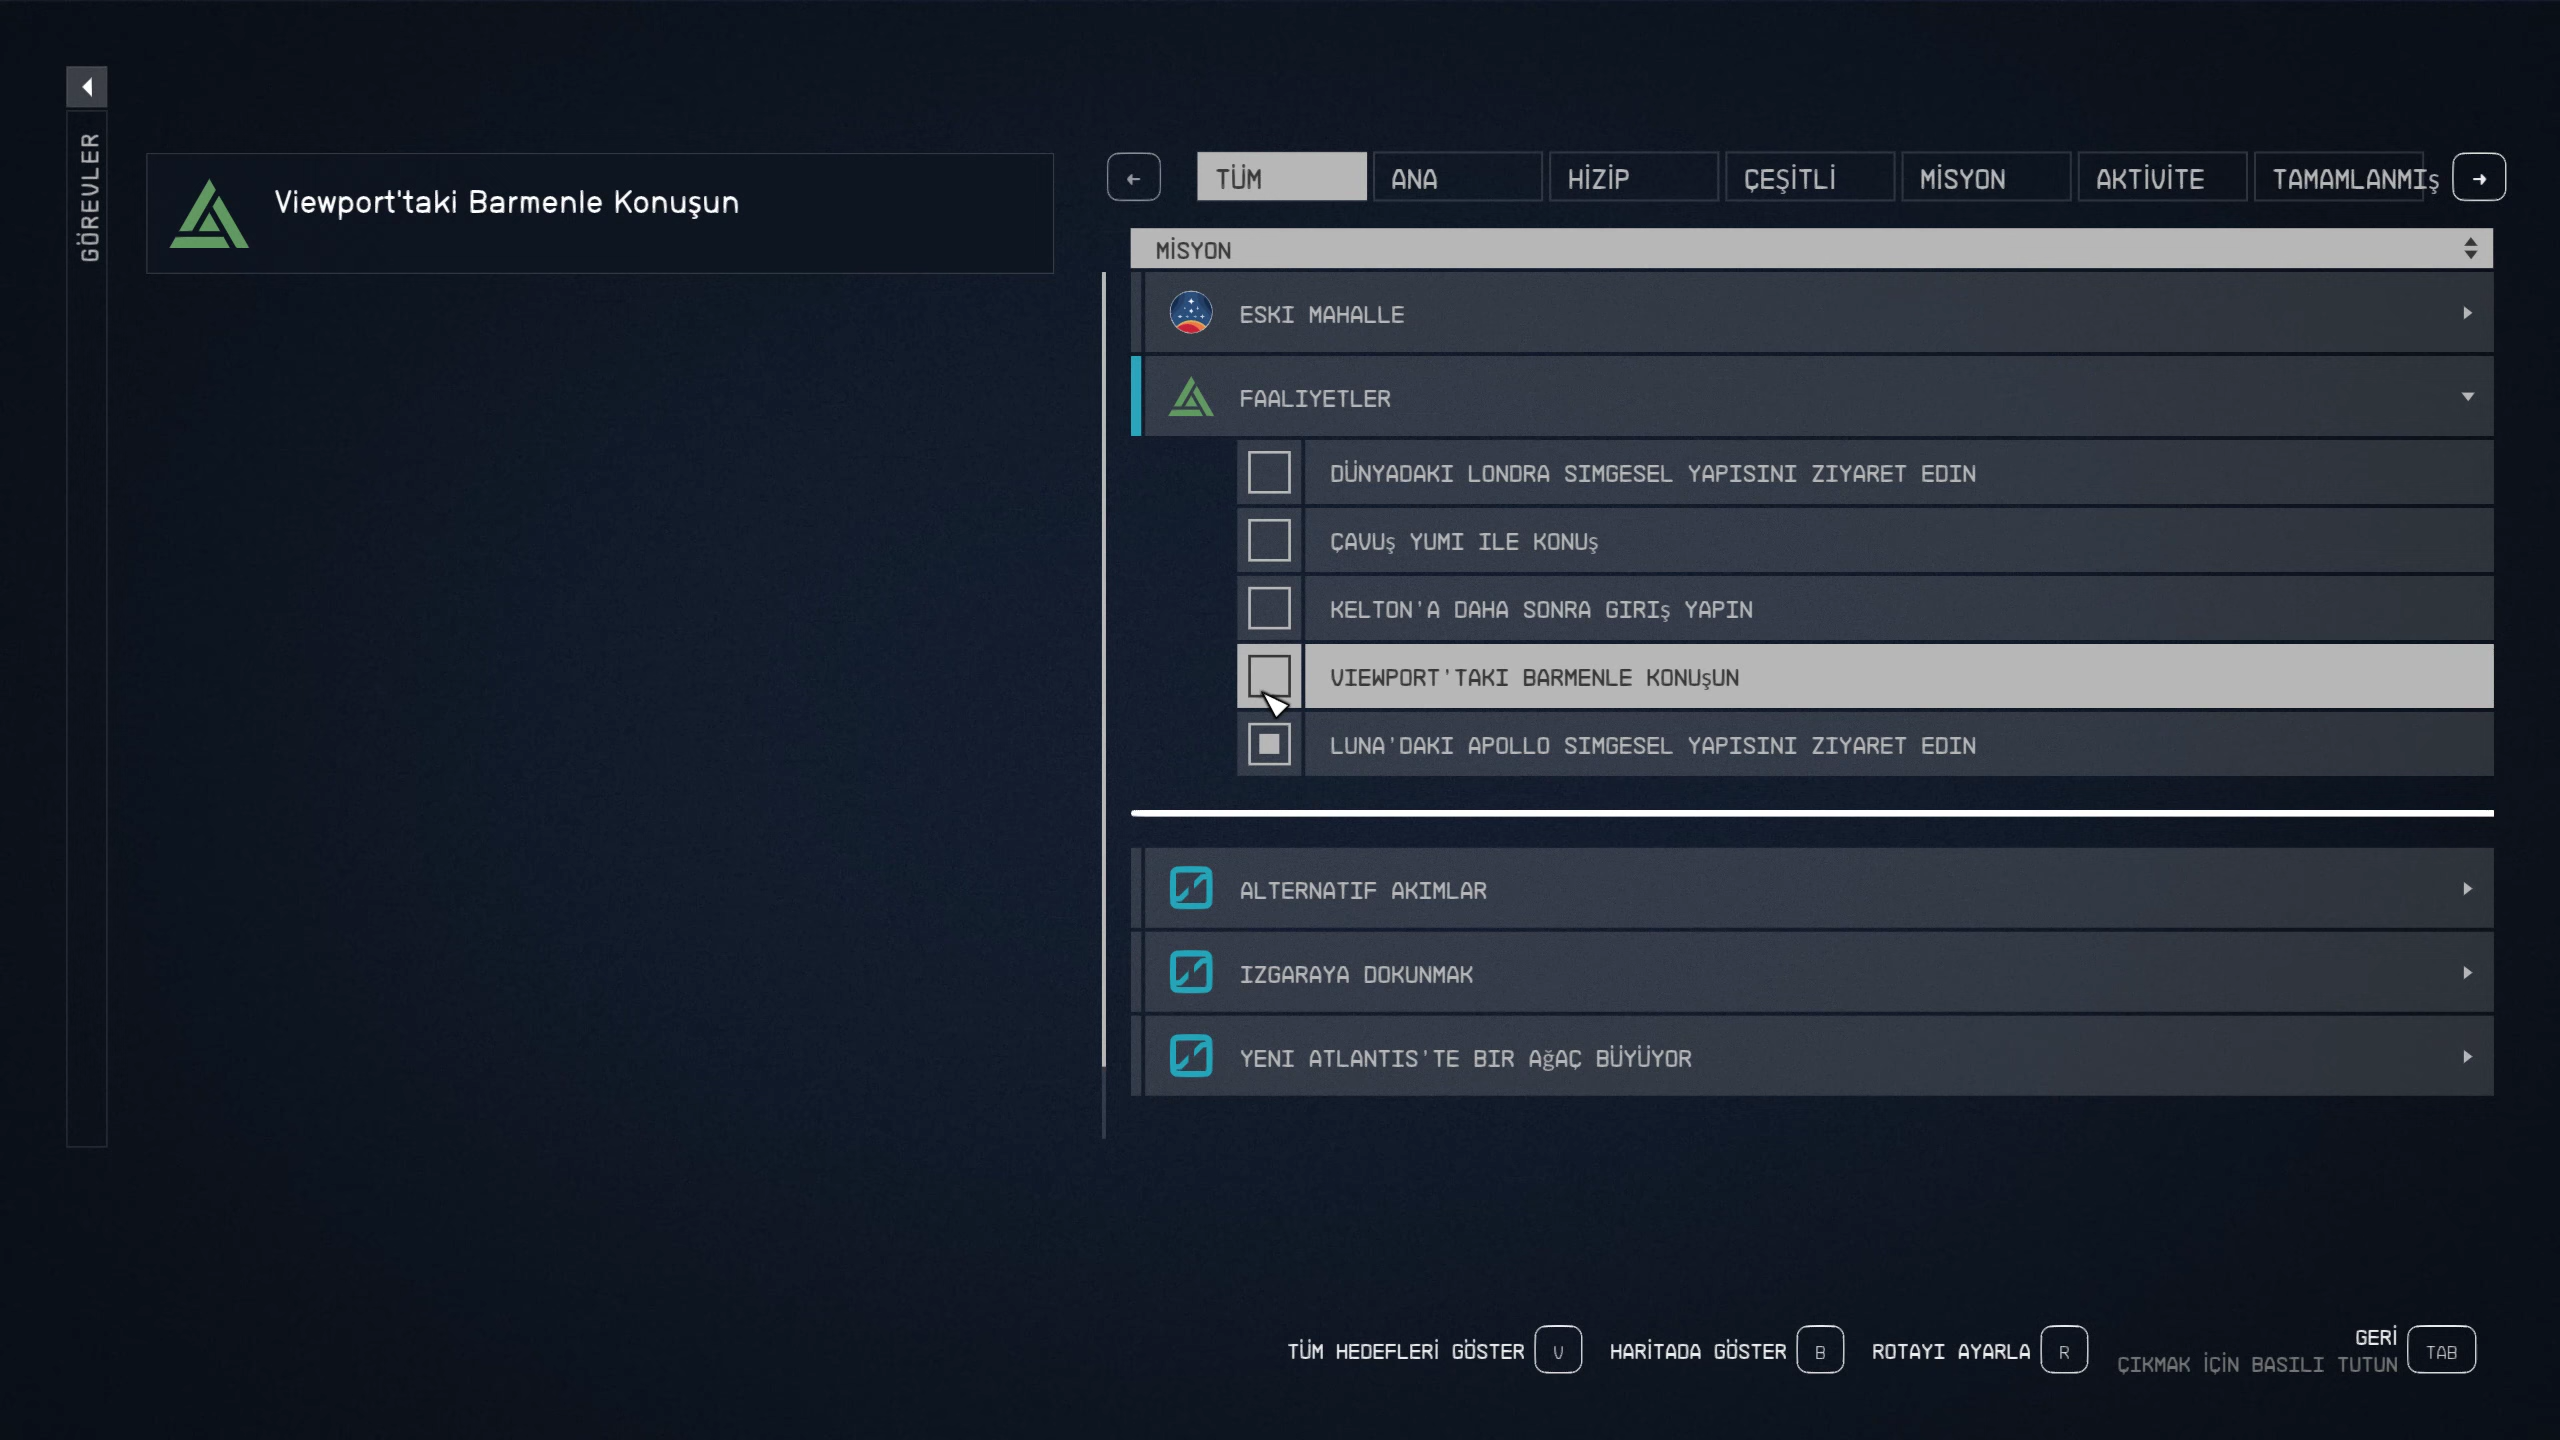 GÖREVLER
Viewport'taki Barmenle Konuşun
TÜM
ANA
HİZİP
ÇEŞİTLİ
MİSYON
AKTİVİTE
TAMAMLANMIş
MİSYON
ESKI MAHALLE
FAALIYETLER
DÜNYADAKI LONDRA SIMGESEL YAPISINI ZIYARET EDIN
ÇAVUş YUMI ILE KONUş
KELTON'A DAHA SONRA GIRIş YAPIN
VIEWPORT'TAKI BARMENLE KONUşUN
LUNA'DAKI APOLLO SIMGESEL YAPISINI ZIYARET EDIN
ALTERNATIF AKIMLAR
IZGARAYA DOKUNMAK
YENI ATLANTIS'TE BIR AğAÇ BÜYÜYOR
TÜM HEDEFLERİ GÖSTER V
HARİTADA GÖSTER B
ROTAYI AYARLA R
GERİ
ÇIKMAK İÇİN BASILI TUTUN TAB